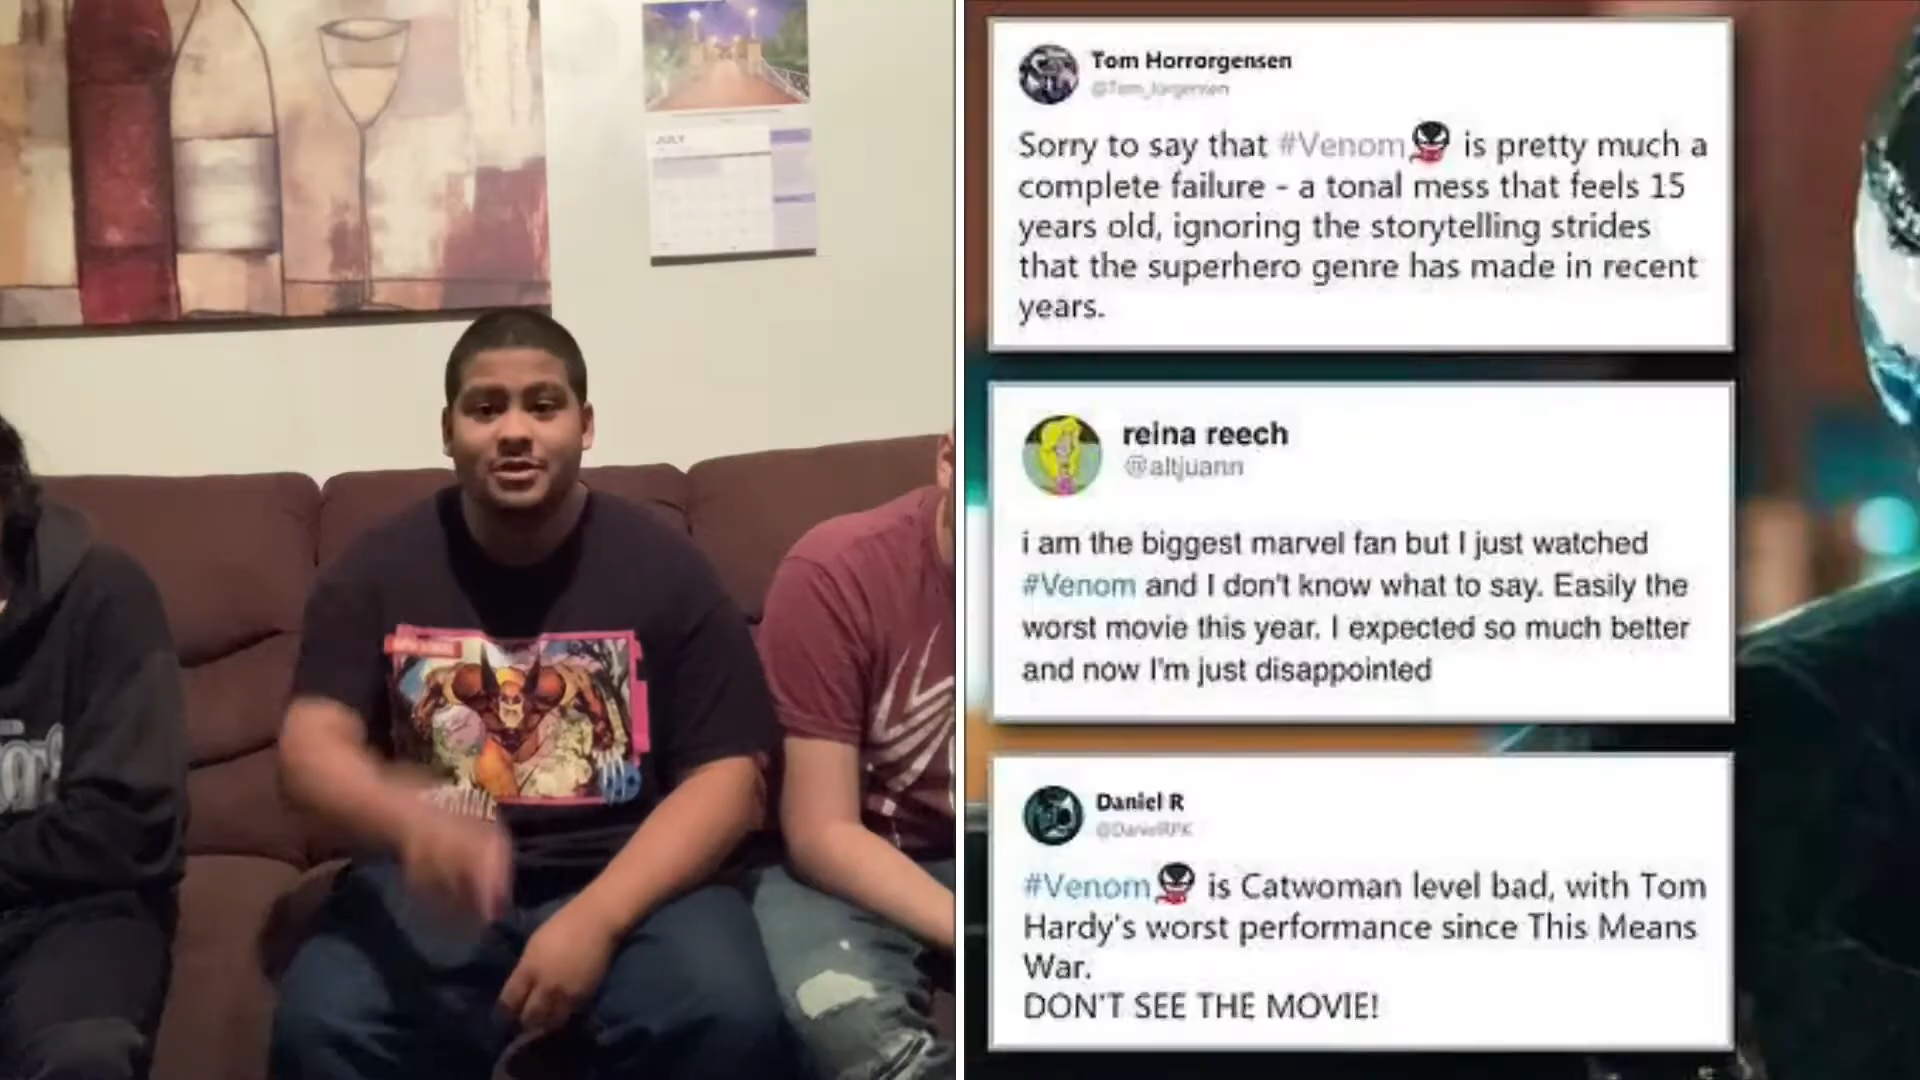 JULY
Tom Horrorgensen
@Tom_Jorgensen
Sorry to say that #Venom is pretty much a
complete failure - a tonal mess that feels 15
years old, ignoring the storytelling strides
that the superhero genre has made in recent
years.
reina reech
@altjuann
i am the biggest marvel fan but I just watched
#Venom and I don't know what to say. Easily the
worst movie this year. I expected so much better
and now I'm just disappointed
Daniel R
@DanielRPK
#Venom is Catwoman level bad, with Tom
Hardy's worst performance since This Means
War.
DON'T SEE THE MOVIE!